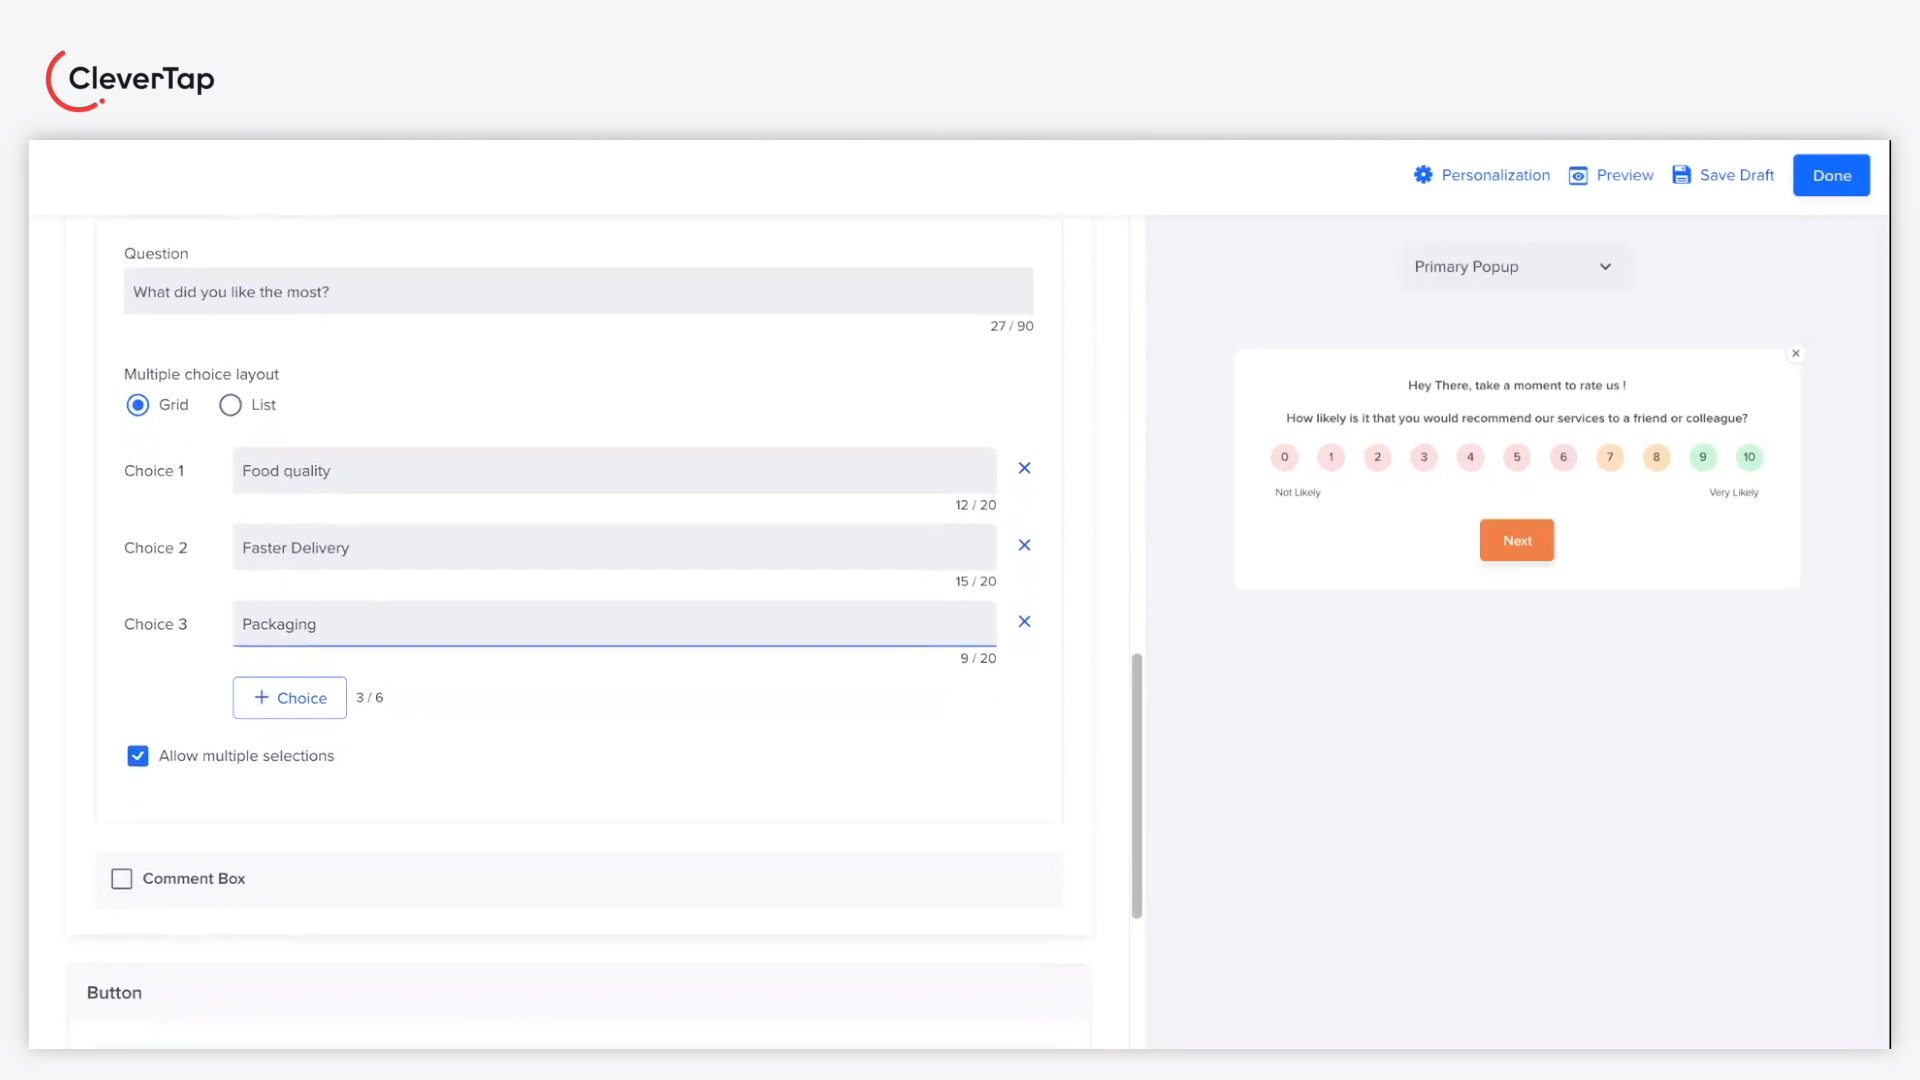 CleverTap
Personalization
Preview
Save Draft
Done
Question
What did you like the most?
27 / 90
Multiple choice layout
Grid
List
Choice 1
Food quality
12 / 20
Choice 2
Faster Delivery
15 / 20
Choice 3
Packaging
9 / 20
+ Choice
3 / 6
Allow multiple selections
Comment Box
Button
Primary Popup
Hey There, take a moment to rate us !
How likely is it that you would recommend our services to a friend or colleague?
0 1 2 3 4 5 6 7 8 9 10
Not Likely
Very Likely
Next